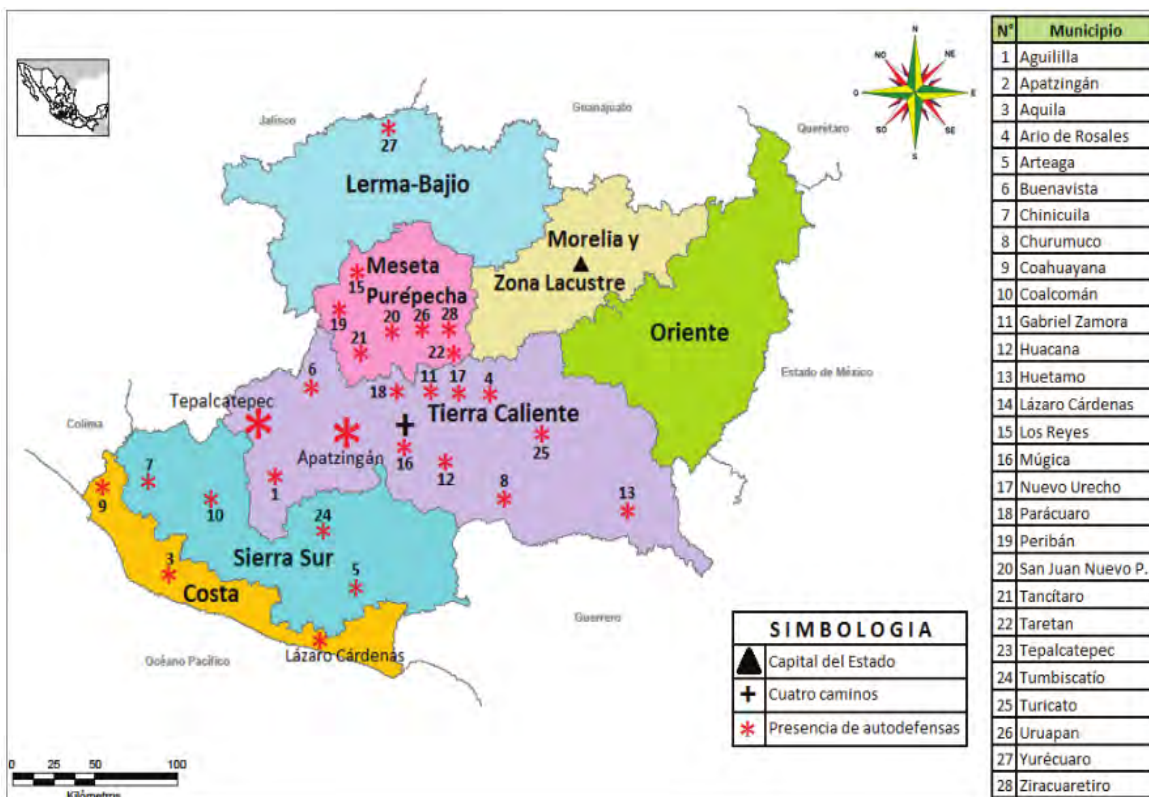 Jalisco
Guanajuato
Querétaro
N
NO
NE
O
E
SO
SE
S
27
Lerma-Bajio
Morelia y
Zona Lacustre
Meseta
Purépecha
15
19
20
26
28
21
22
Oriente
Estado de México
6
18
11
17
4
Tepalcatepec
Colima
Tierra Caliente
Apatzingán
25
7
1
16
12
9
10
8
13
24
Sierra Sur
3
5
Costa
Guerrero
Lázaro Cárdenas
Océano Pacífico
SIMBOLOGIA
Capital del Estado
Cuatro caminos
Presencia de autodefensas
0 25 50 100
Kilómetros
N° Municipio
1 Aguililla
2 Apatzingán
3 Aquila
4 Ario de Rosales
5 Arteaga
6 Buenavista
7 Chinicuila
8 Churumuco
9 Coahuayana
10 Coalcomán
11 Gabriel Zamora
12 Huacana
13 Huetamo
14 Lázaro Cárdenas
15 Los Reyes
16 Múgica
17 Nuevo Urecho
18 Parácuaro
19 Peribán
20 San Juan Nuevo P.
21 Tancítaro
22 Taretan
23 Tepalcatepec
24 Tumbiscatío
25 Turicato
26 Uruapan
27 Yurécuaro
28 Ziracuaretiro